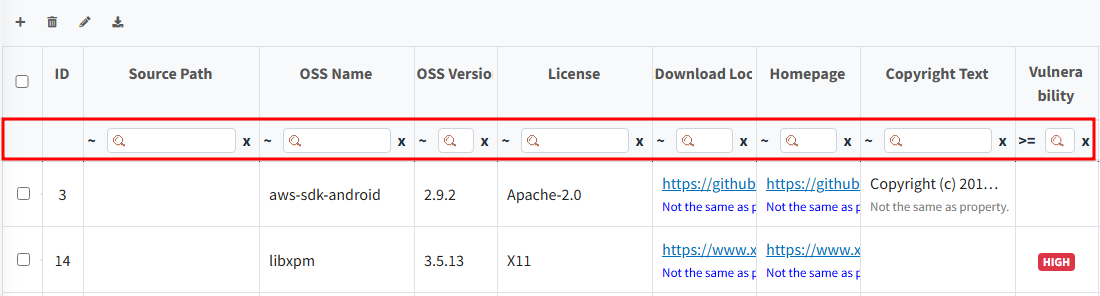 ID Source Path OSS Name OSS Versio License Download Loc Homepage Copyright Text Vulnera
bility
~ x ~ x ~ x ~ x ~ x ~ x ~ x >= x
3 aws-sdk-android 2.9.2 Apache-2.0 https://github https://github Copyright (c) 201...
Not the same as p Not the same as p Not the same as property.
14 libxpm 3.5.13 X11 https://www.x https://www.x HIGH
Not the same as p Not the same as p